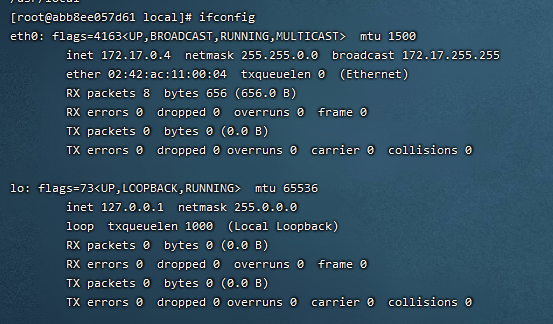 /usr/local
[root@abb8ee057d61 local]# ifconfig
eth0: flags=4163<UP,BROADCAST,RUNNING,MULTICAST>  mtu 1500
        inet 172.17.0.4  netmask 255.255.0.0  broadcast 172.17.255.255
        ether 02:42:ac:11:00:04  txqueuelen 0  (Ethernet)
        RX packets 8  bytes 656 (656.0 B)
        RX errors 0  dropped 0  overruns 0  frame 0
        TX packets 0  bytes 0 (0.0 B)
        TX errors 0  dropped 0 overruns 0  carrier 0  collisions 0

lo: flags=73<UP,LOOPBACK,RUNNING>  mtu 65536
        inet 127.0.0.1  netmask 255.0.0.0
        loop  txqueuelen 1000  (Local Loopback)
        RX packets 0  bytes 0 (0.0 B)
        RX errors 0  dropped 0  overruns 0  frame 0
        TX packets 0  bytes 0 (0.0 B)
        TX errors 0  dropped 0 overruns 0  carrier 0  collisions 0